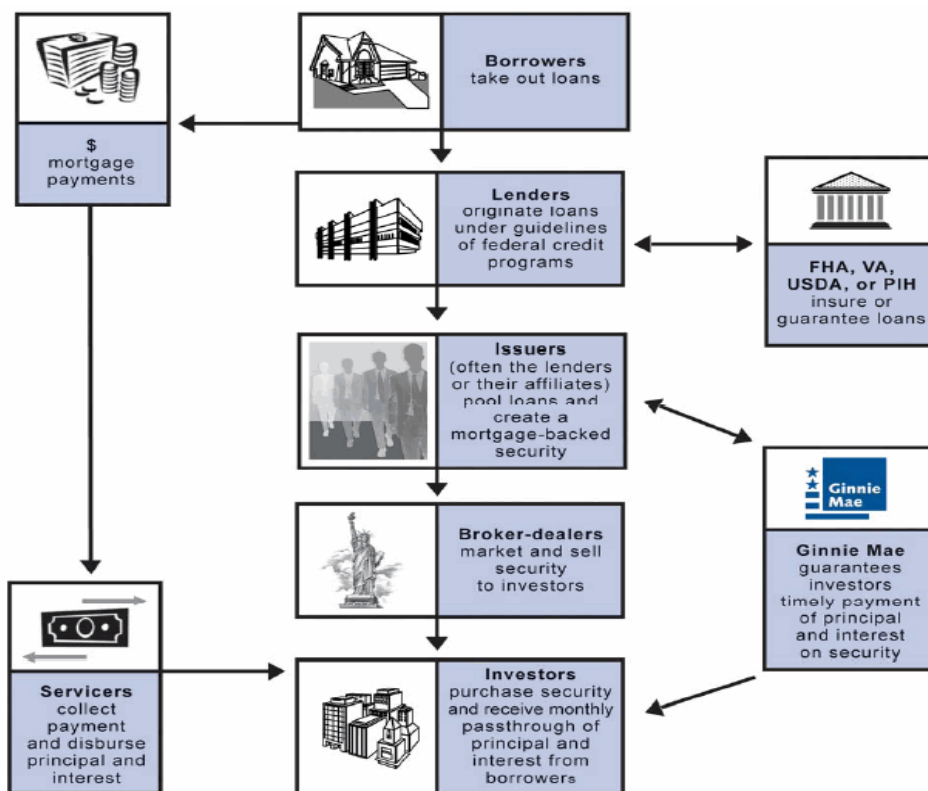 $
mortgage
payments
Borrowers
take out loans
Lenders
originate loans
under guidelines
of federal credit
programs
FHA, VA,
USDA, or PIH
insure or
guarantee loans
Issuers
(often the lenders
or their affiliates)
pool loans and
create a
mortgage-backed
security
Ginnie
Mae
Ginnie Mae
guarantees
investors
timely payment
of principal
and interest
on security
Broker-dealers
market and sell
security
to investors
Servicers
collect
payment
and disburse
principal and
interest
Investors
purchase security
and receive monthly
passthrough of
principal and
interest from
borrowers